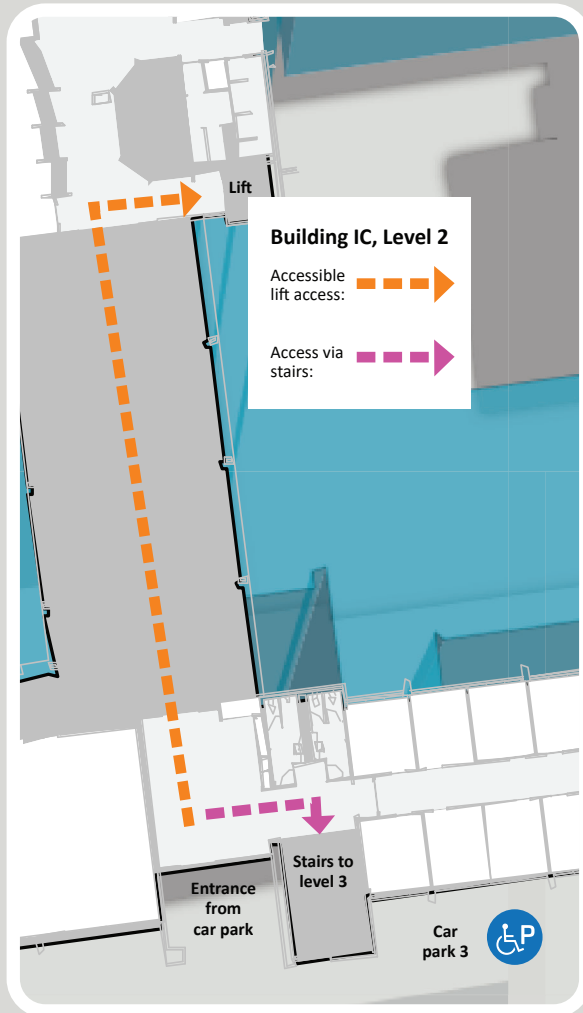 Lift
Building IC, Level 2
Accessible
lift access:
Access via
stairs:
Stairs to
level 3
Entrance
from
car park
Car
park 3
P